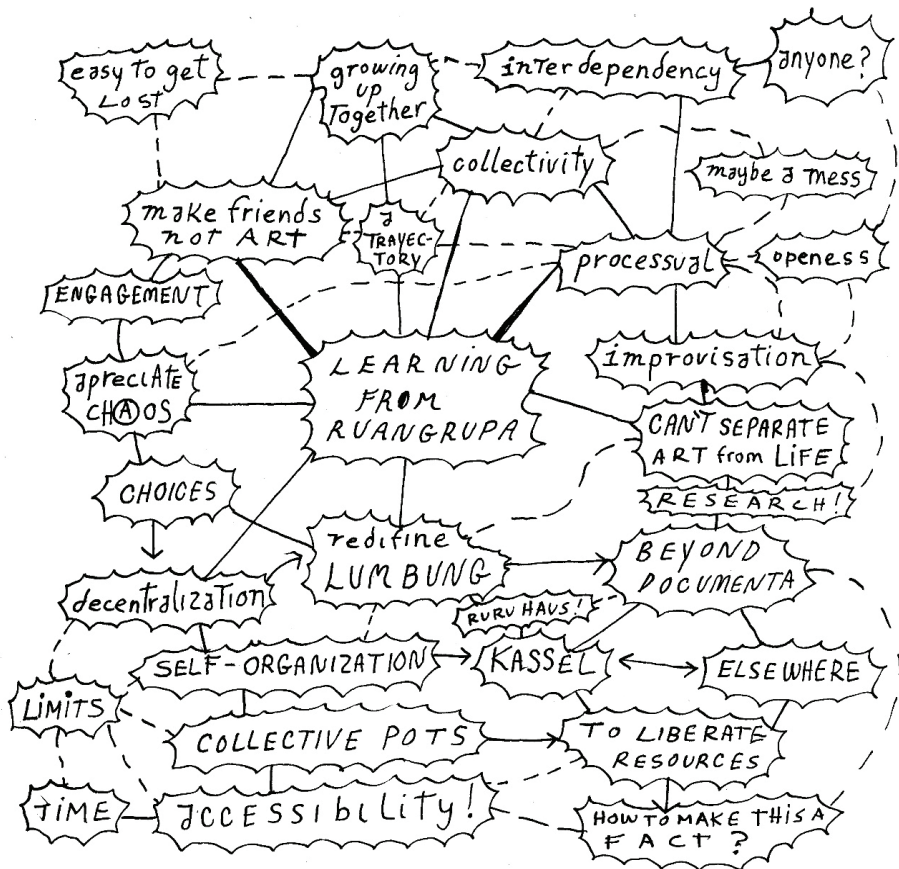 easy to get
LOST
growing
up
Together
inTerdependency
anyone?
collectivity
maybe a mess
make friends
not ART
a
TRAYEC-
TORY
processual
openess
ENGAGEMENT
LEARNING
FROM
RUANGRUPA
improvisation
apreciATE
CHAOS
CAN'T SEPARATE
ART from LiFE
CHOICES
RESEARCH!
redifine
LUMBUNG
BEYOND
DOCUMENTA
decentralization
RURU HAUS!
SELF-ORGANIZATION
KASSEL
ELSEWHERE
LiMITS
COLLECTIVE POTS
TO LIBERATE
RESOURCES
TIME
accessibility!
HOW TO MAKE THIS A
FACT?